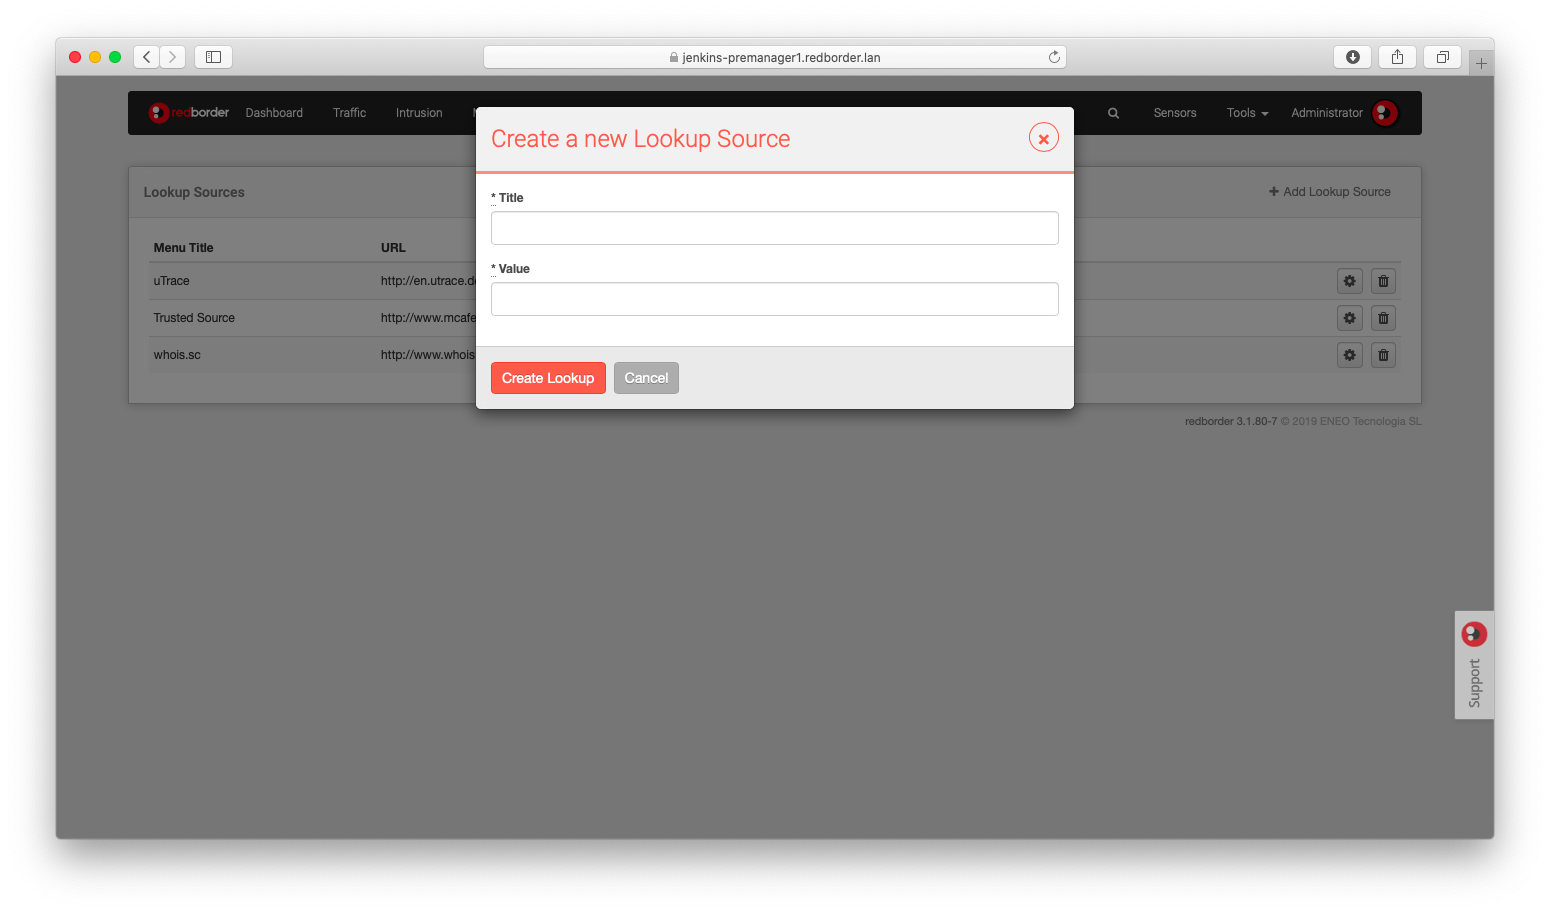 jenkins-premanager1.redborder.lan
redborder Dashboard Traffic Intrusion Sensors Tools Administrator
Create a new Lookup Source
Lookup Sources
+ Add Lookup Source
* Title
Menu Title URL
* Value
uTrace http://en.utrace.d
Trusted Source http://www.mcafe
whois.sc http://www.whois
Create Lookup Cancel
redborder 3.1.80-7 © 2019 ENEO Tecnologia SL
Support